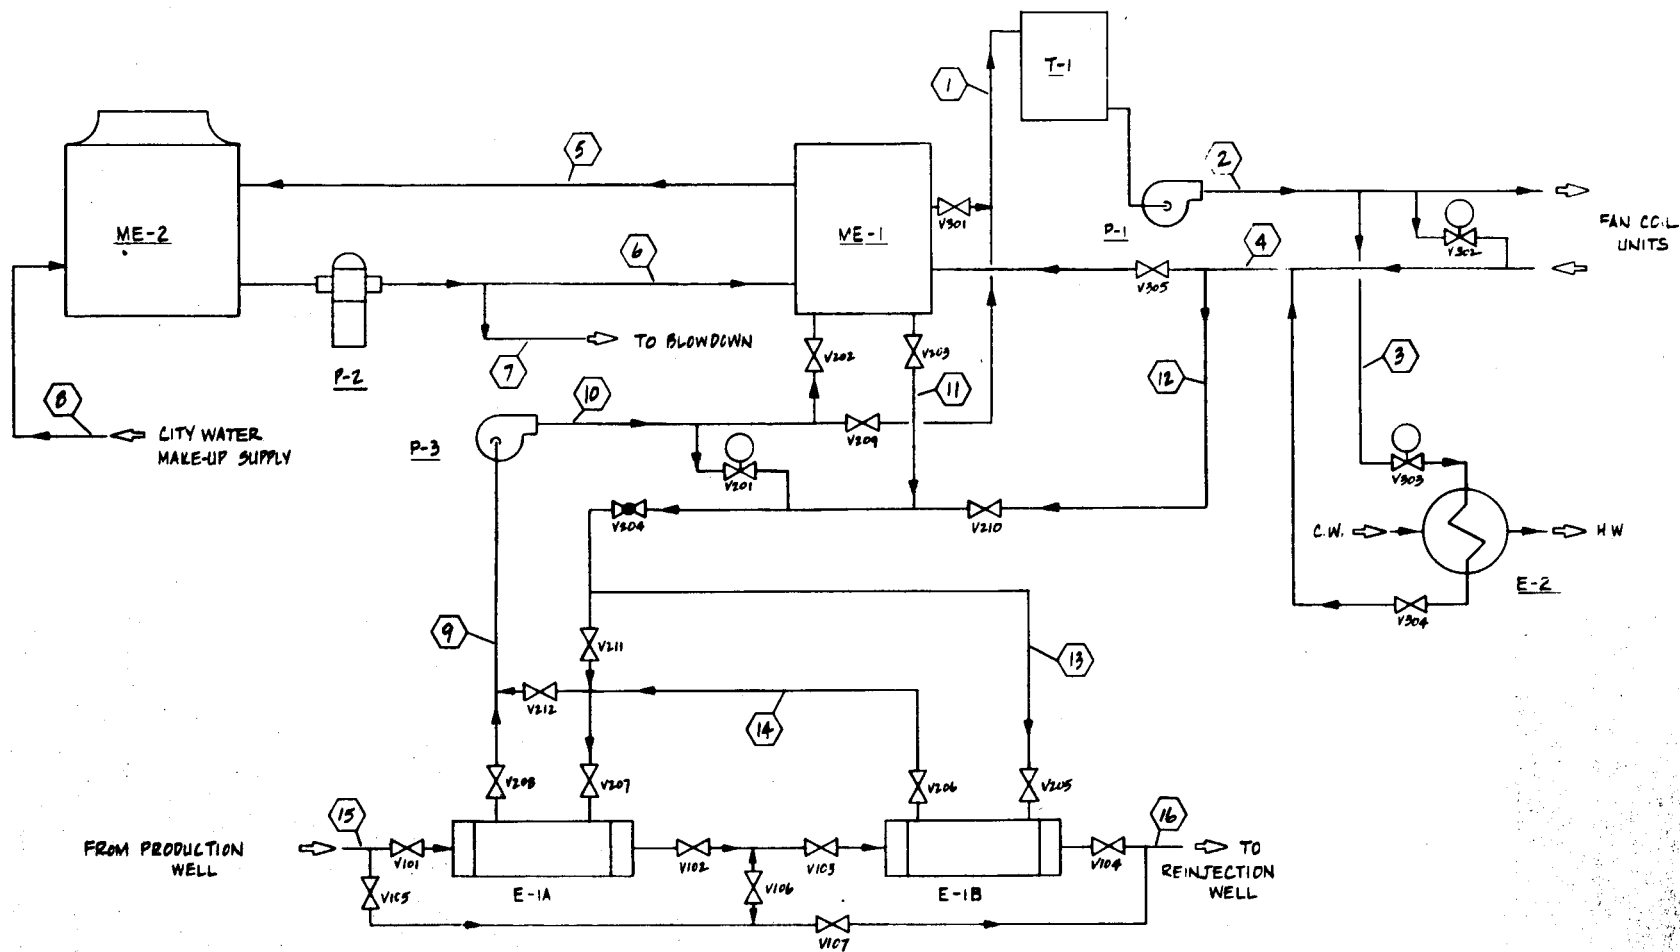 T-1
1
5
2
ME-2
ME-1
V301
P-1
FAN COIL
UNITS
V302
6
4
V305
TO BLOWDOWN
V202
V203
3
P-2
7
11
12
8
10
CITY WATER
MAKE-UP SUPPLY
P-3
V209
V201
V303
V204
V210
C.W.
HW
E-2
V304
9
V211
13
V212
14
V208
V207
V206
V205
15
16
FROM PRODUCTION
WELL
V101
V102
V103
V104
TO
REINJECTION
WELL
V105
E-1A
V106
E-1B
V107